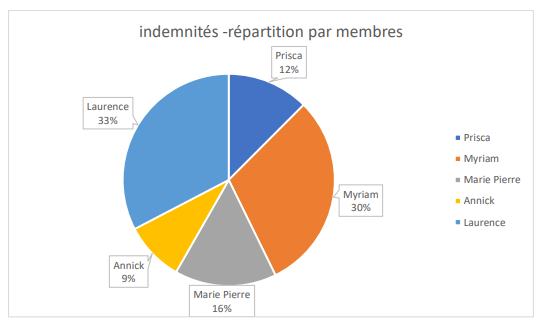 indemnités -répartition par membres
Prisca
12%
Laurence
33%
Myriam
30%
Annick
9%
Marie Pierre
16%
Prisca
Myriam
Marie Pierre
Annick
Laurence